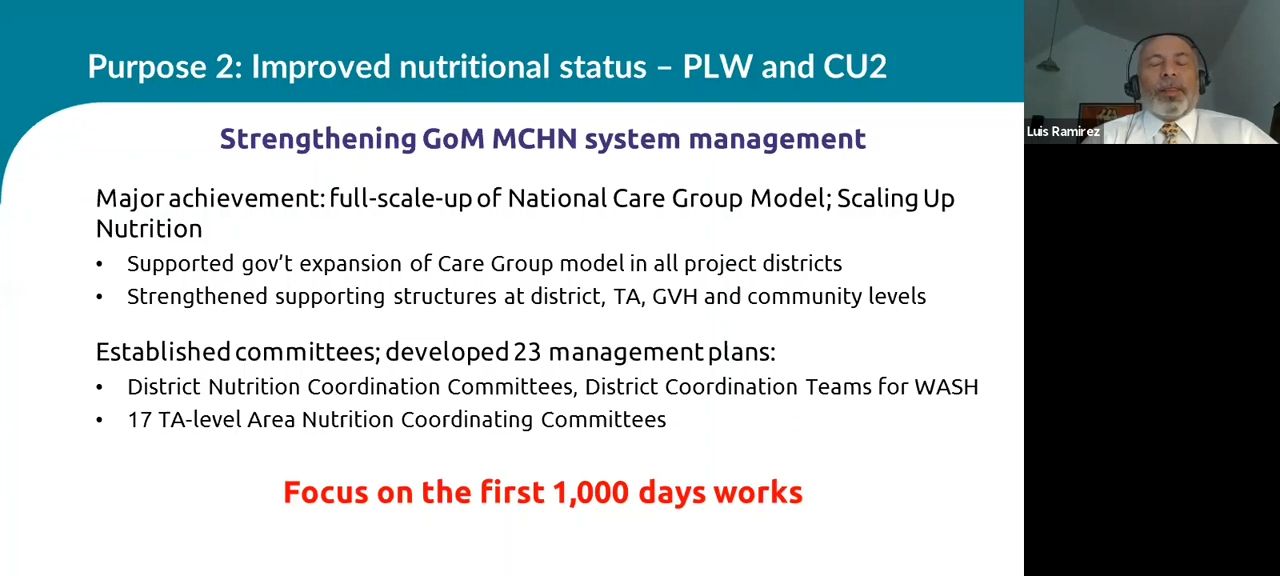 Purpose 2: Improved nutritional status – PLW and CU2
Luis Ramirez
Strengthening GoM MCHN system management
Major achievement: full-scale-up of National Care Group Model; Scaling Up
Nutrition
• Supported gov't expansion of Care Group model in all project districts
• Strengthened supporting structures at district, TA, GVH and community levels
Established committees; developed 23 management plans:
• District Nutrition Coordination Committees, District Coordination Teams for WASH
• 17 TA-level Area Nutrition Coordinating Committees
Focus on the first 1,000 days works